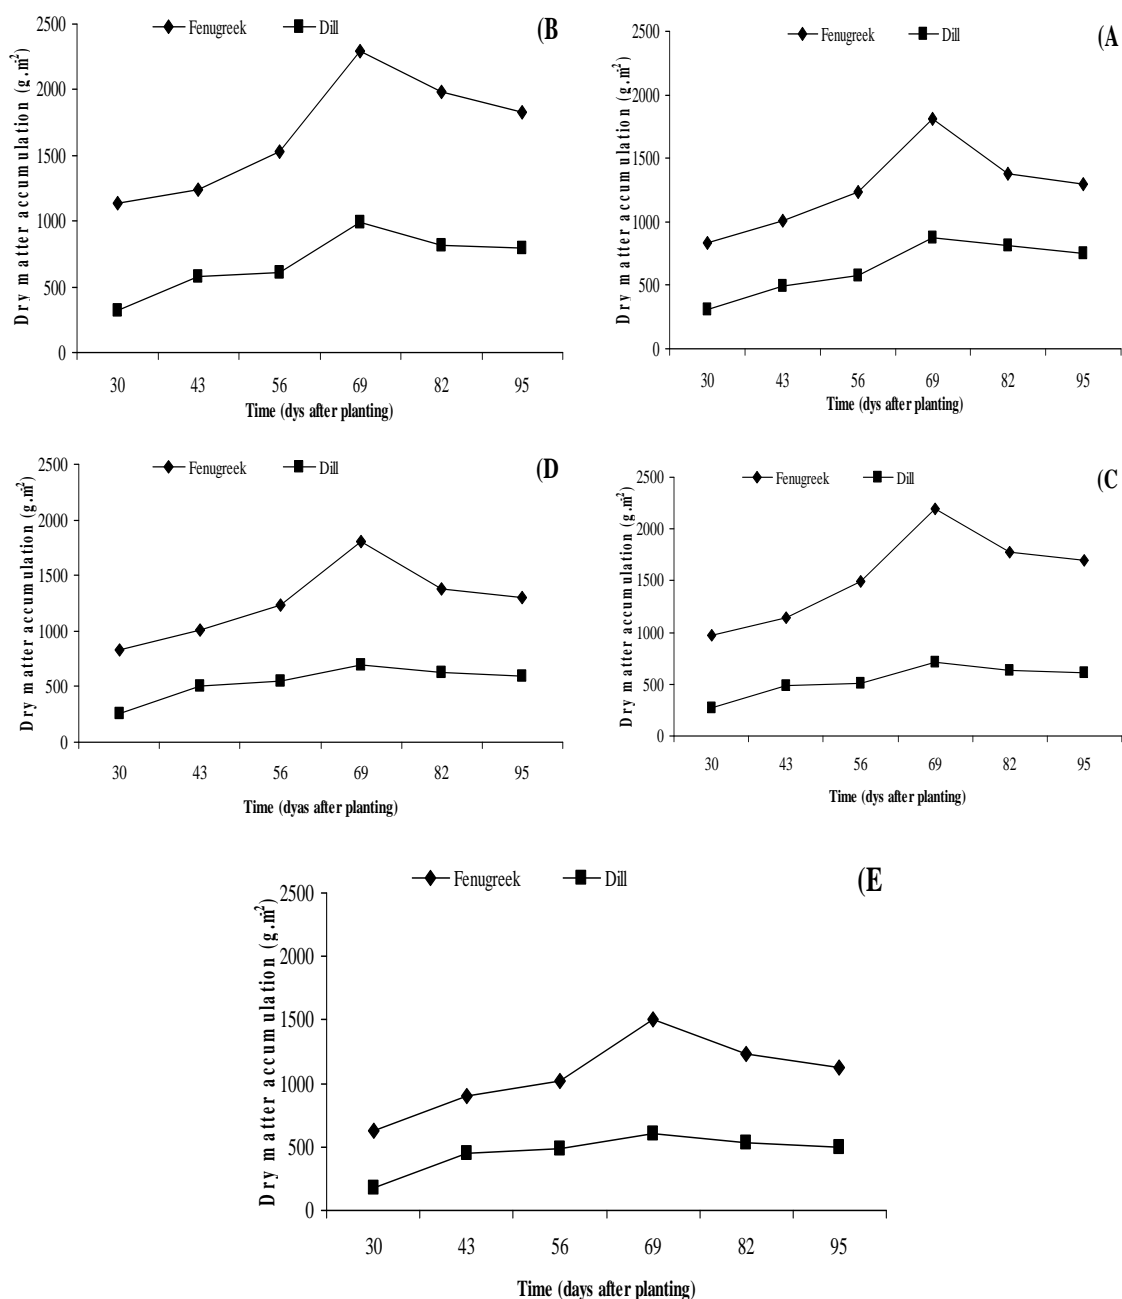 Fenugreek Dill (B
Dry matter accumulation (g.m²)
2500
2000
1500
1000
500
0
30 43 56 69 82 95
Time (dys after planting)
Fenugreek Dill (A
Dry matter accumulation (g.m²)
2500
2000
1500
1000
500
0
30 43 56 69 82 95
Time (dys after planting)
Fenugreek Dill (D
Dry matter accumulation (g.m²)
2500
2000
1500
1000
500
0
30 43 56 69 82 95
Time (dyas after planting)
Fenugreek Dill (C
Dry matter accumulation (g.m²)
2500
2000
1500
1000
500
0
30 43 56 69 82 95
Time (dys after planting)
Fenugreek Dill (E
Dry matter accumulation (g.m²)
2500
2000
1500
1000
500
0
30 43 56 69 82 95
Time (days after planting)